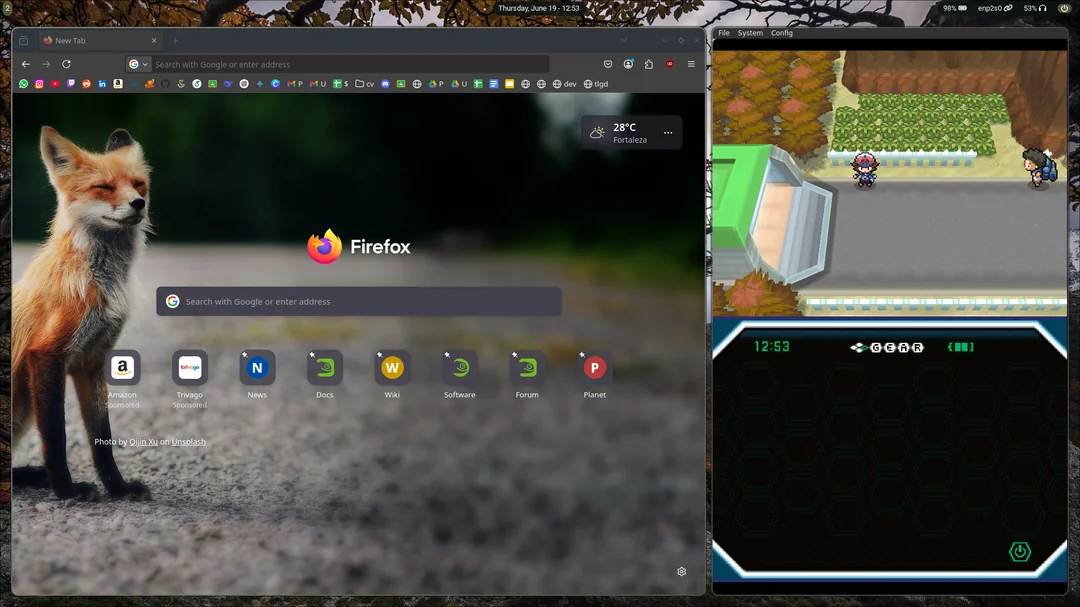 2
Thursday, June 19 - 12:53
98%
enp2s0
53%
New Tab
Search with Google or enter address
P
U
$
cv
P
U
dev
tlgd
28°C
Fortaleza
Firefox
Search with Google or enter address
a
trivago
N
W
P
Amazon
Trivago
News
Docs
Wiki
Software
Forum
Planet
Sponsored
Sponsored
Photo by Qijin Xu on Unsplash
File System Config
12:53
C GEAR